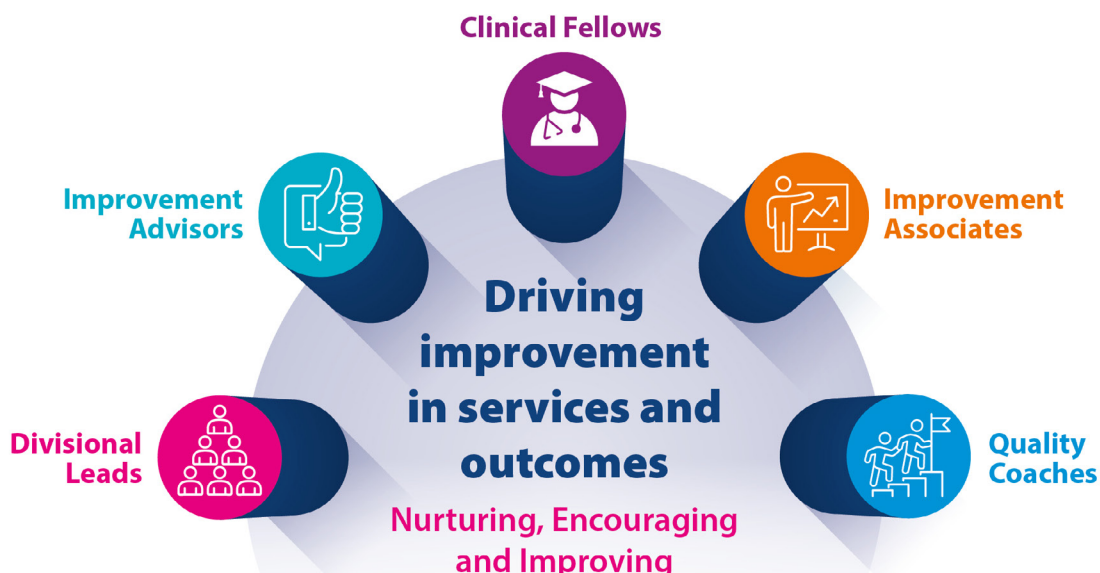 Clinical Fellows
Improvement
Advisors
Improvement
Associates
Driving
improvement
in services and
outcomes
Divisional
Leads
Quality
Coaches
Nurturing, Encouraging
and Improving